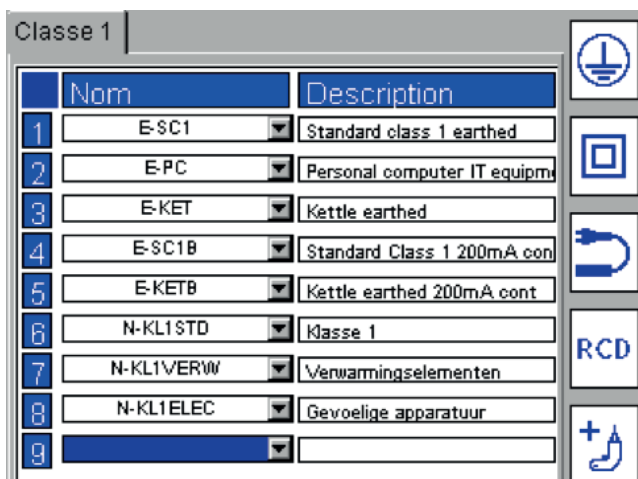 Classe 1
Nom Description
1 E-SC1 Standard class 1 earthed
2 E-PC Personal computer IT equipm
3 E-KET Kettle earthed
4 E-SC1B Standard Class 1 200mA con
5 E-KETB Kettle earthed 200mA cont
6 N-KL1STD Klasse 1
7 N-KL1VERW Verwarmingselementen
8 N-KL1ELEC Gevoelige apparatuur
9
RCD